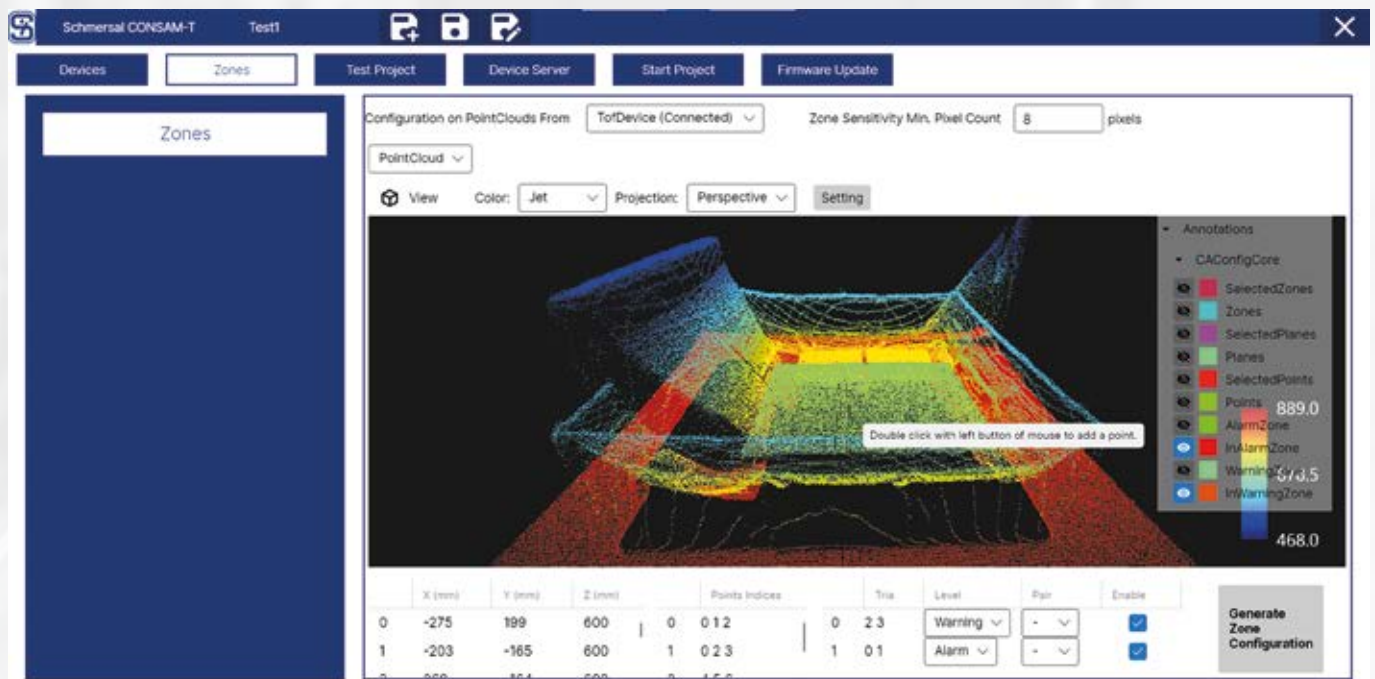 Schmersal CONSAM-T Test1
Devices Zones Test Project Device Server Start Project Firmware Update
Zones
Configuration on PointClouds From TofDevice (Connected) Zone Sensitivity Min. Pixel Count 8 pixels
PointCloud
View Color: Jet Projection: Perspective Setting
Annotations
CAConfigCore
SelectedZones
Zones
SelectedPlanes
Planes
SelectedPoints
Points 889.0
AlarmZone
Double click with left button of mouse to add a point.
InAlarmZone
InWarningZone
468.0
X (mm) Y (mm) Z (mm) Points Indices Tria Level Pair Enable
0 -275 199 600 0 0 1 2 0 2 3 Warning -
1 -203 -165 600 1 0 2 3 1 0 1 Alarm -
Generate
Zone
Configuration